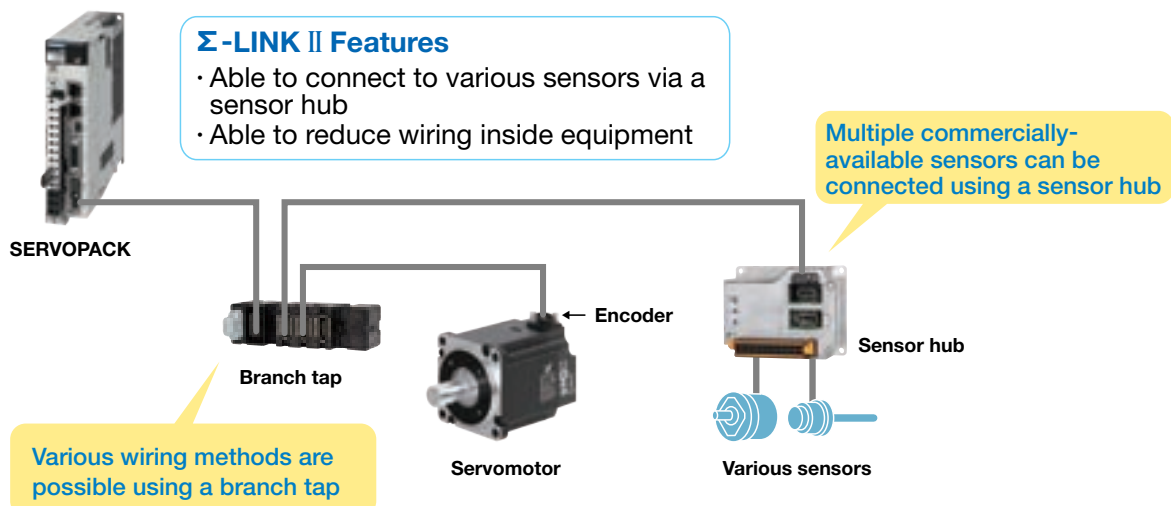 Σ-LINK II Features
· Able to connect to various sensors via a
sensor hub
· Able to reduce wiring inside equipment
Multiple commercially-
available sensors can be
connected using a sensor hub
SERVOPACK
Encoder
Sensor hub
Branch tap
Servomotor
Various sensors
Various wiring methods are
possible using a branch tap